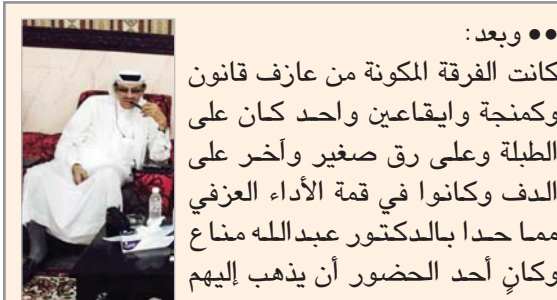 •• وبعد:
كانت الفرقة المكونة من عازف قانون
وكمنجة وايقاعين واحد كان على
الطبلة وعلى رق صغير وآخر على
الدف وكانوا في قمة الأداء العزفي
مما حدا بالدكتور عبدالله مناع
وكانٍ أحد الحضور أن يذهب إليهم